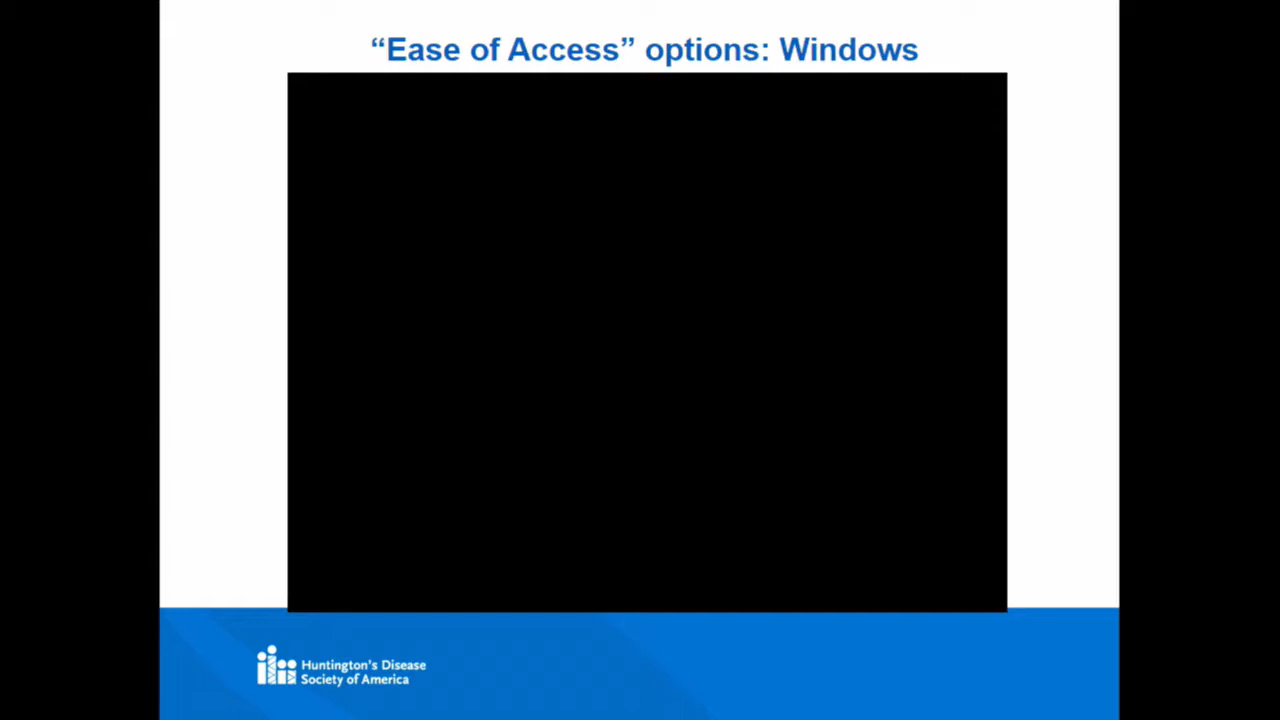 “Ease of Access” options: Windows
Huntington's Disease
Society of America